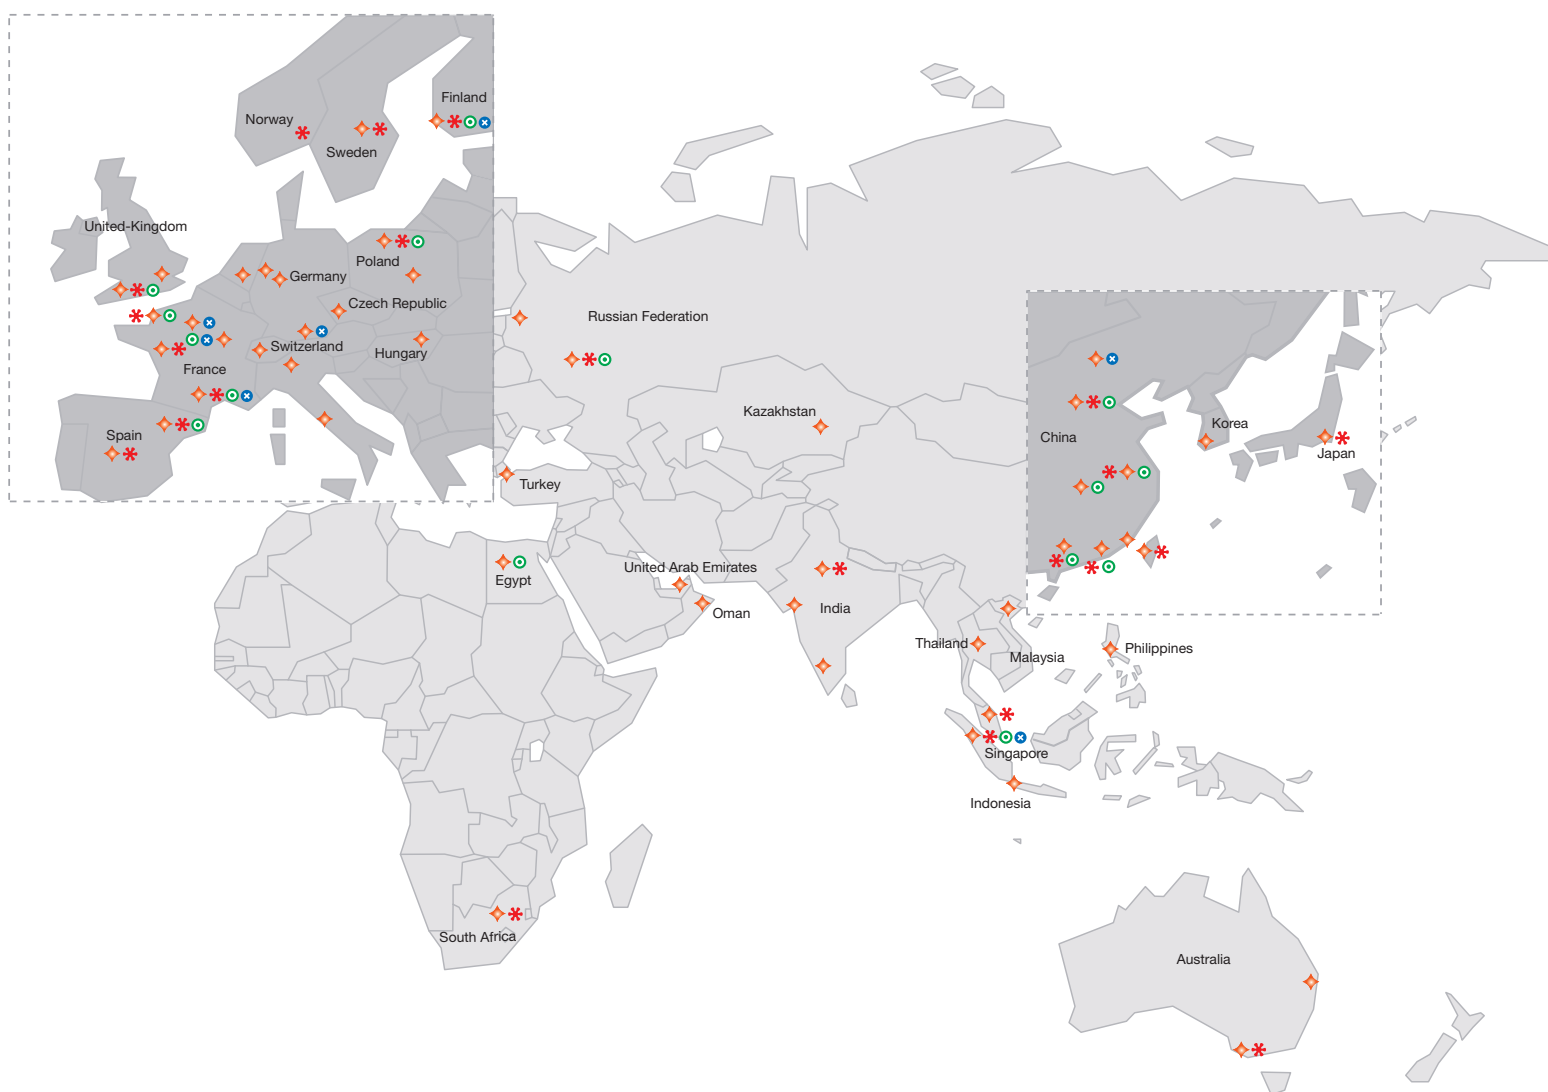 Finland
Norway
Sweden
United-Kingdom
Poland
Germany
Czech Republic
Russian Federation
Switzerland
Hungary
France
Kazakhstan
Korea
Spain
China
Japan
Turkey
United Arab Emirates
Egypt
India
Oman
Thailand
Malaysia
Philippines
Singapore
Indonesia
South Africa
Australia